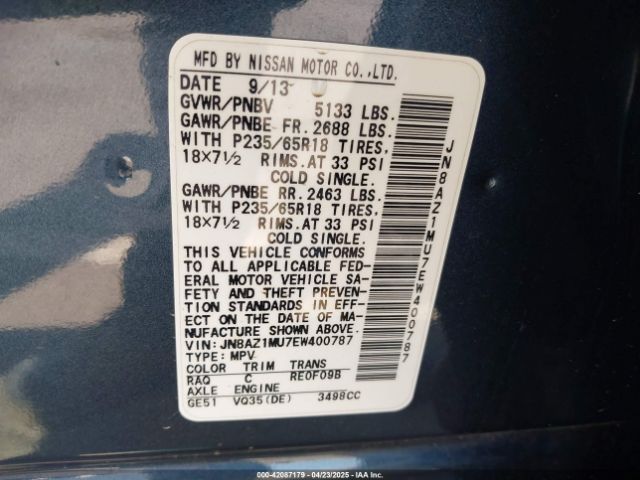 MFD BY NISSAN MOTOR CO.,LTD.
DATE 9/13
GVWR/PNBV 5133 LBS.
GAWR/PNBE FR. 2688 LBS.
WITH P235/65R18 TIRES,
18X7½ RIMS.AT 33 PSI
COLD SINGLE.
GAWR/PNBE RR. 2463 LBS.
WITH P235/65R18 TIRES,
18X7½ RIMS.AT 33 PSI
COLD SINGLE.
THIS VEHICLE CONFORMS
TO ALL APPLICABLE FED-
ERAL MOTOR VEHICLE SA-
FETY AND THEFT PREVEN-
TION STANDARDS IN EFF-
ECT ON THE DATE OF MA-
NUFACTURE SHOWN ABOVE.
VIN: JN8AZ1MU7EW400787
TYPE: MPV
COLOR TRIM TRANS
RAQ C RE0F09B
AXLE ENGINE
GE51 VQ35(DE) 3498CC
JN8AZ1MU7EW400787
000-42087179 - 04/23/2025 - IAAI.COM